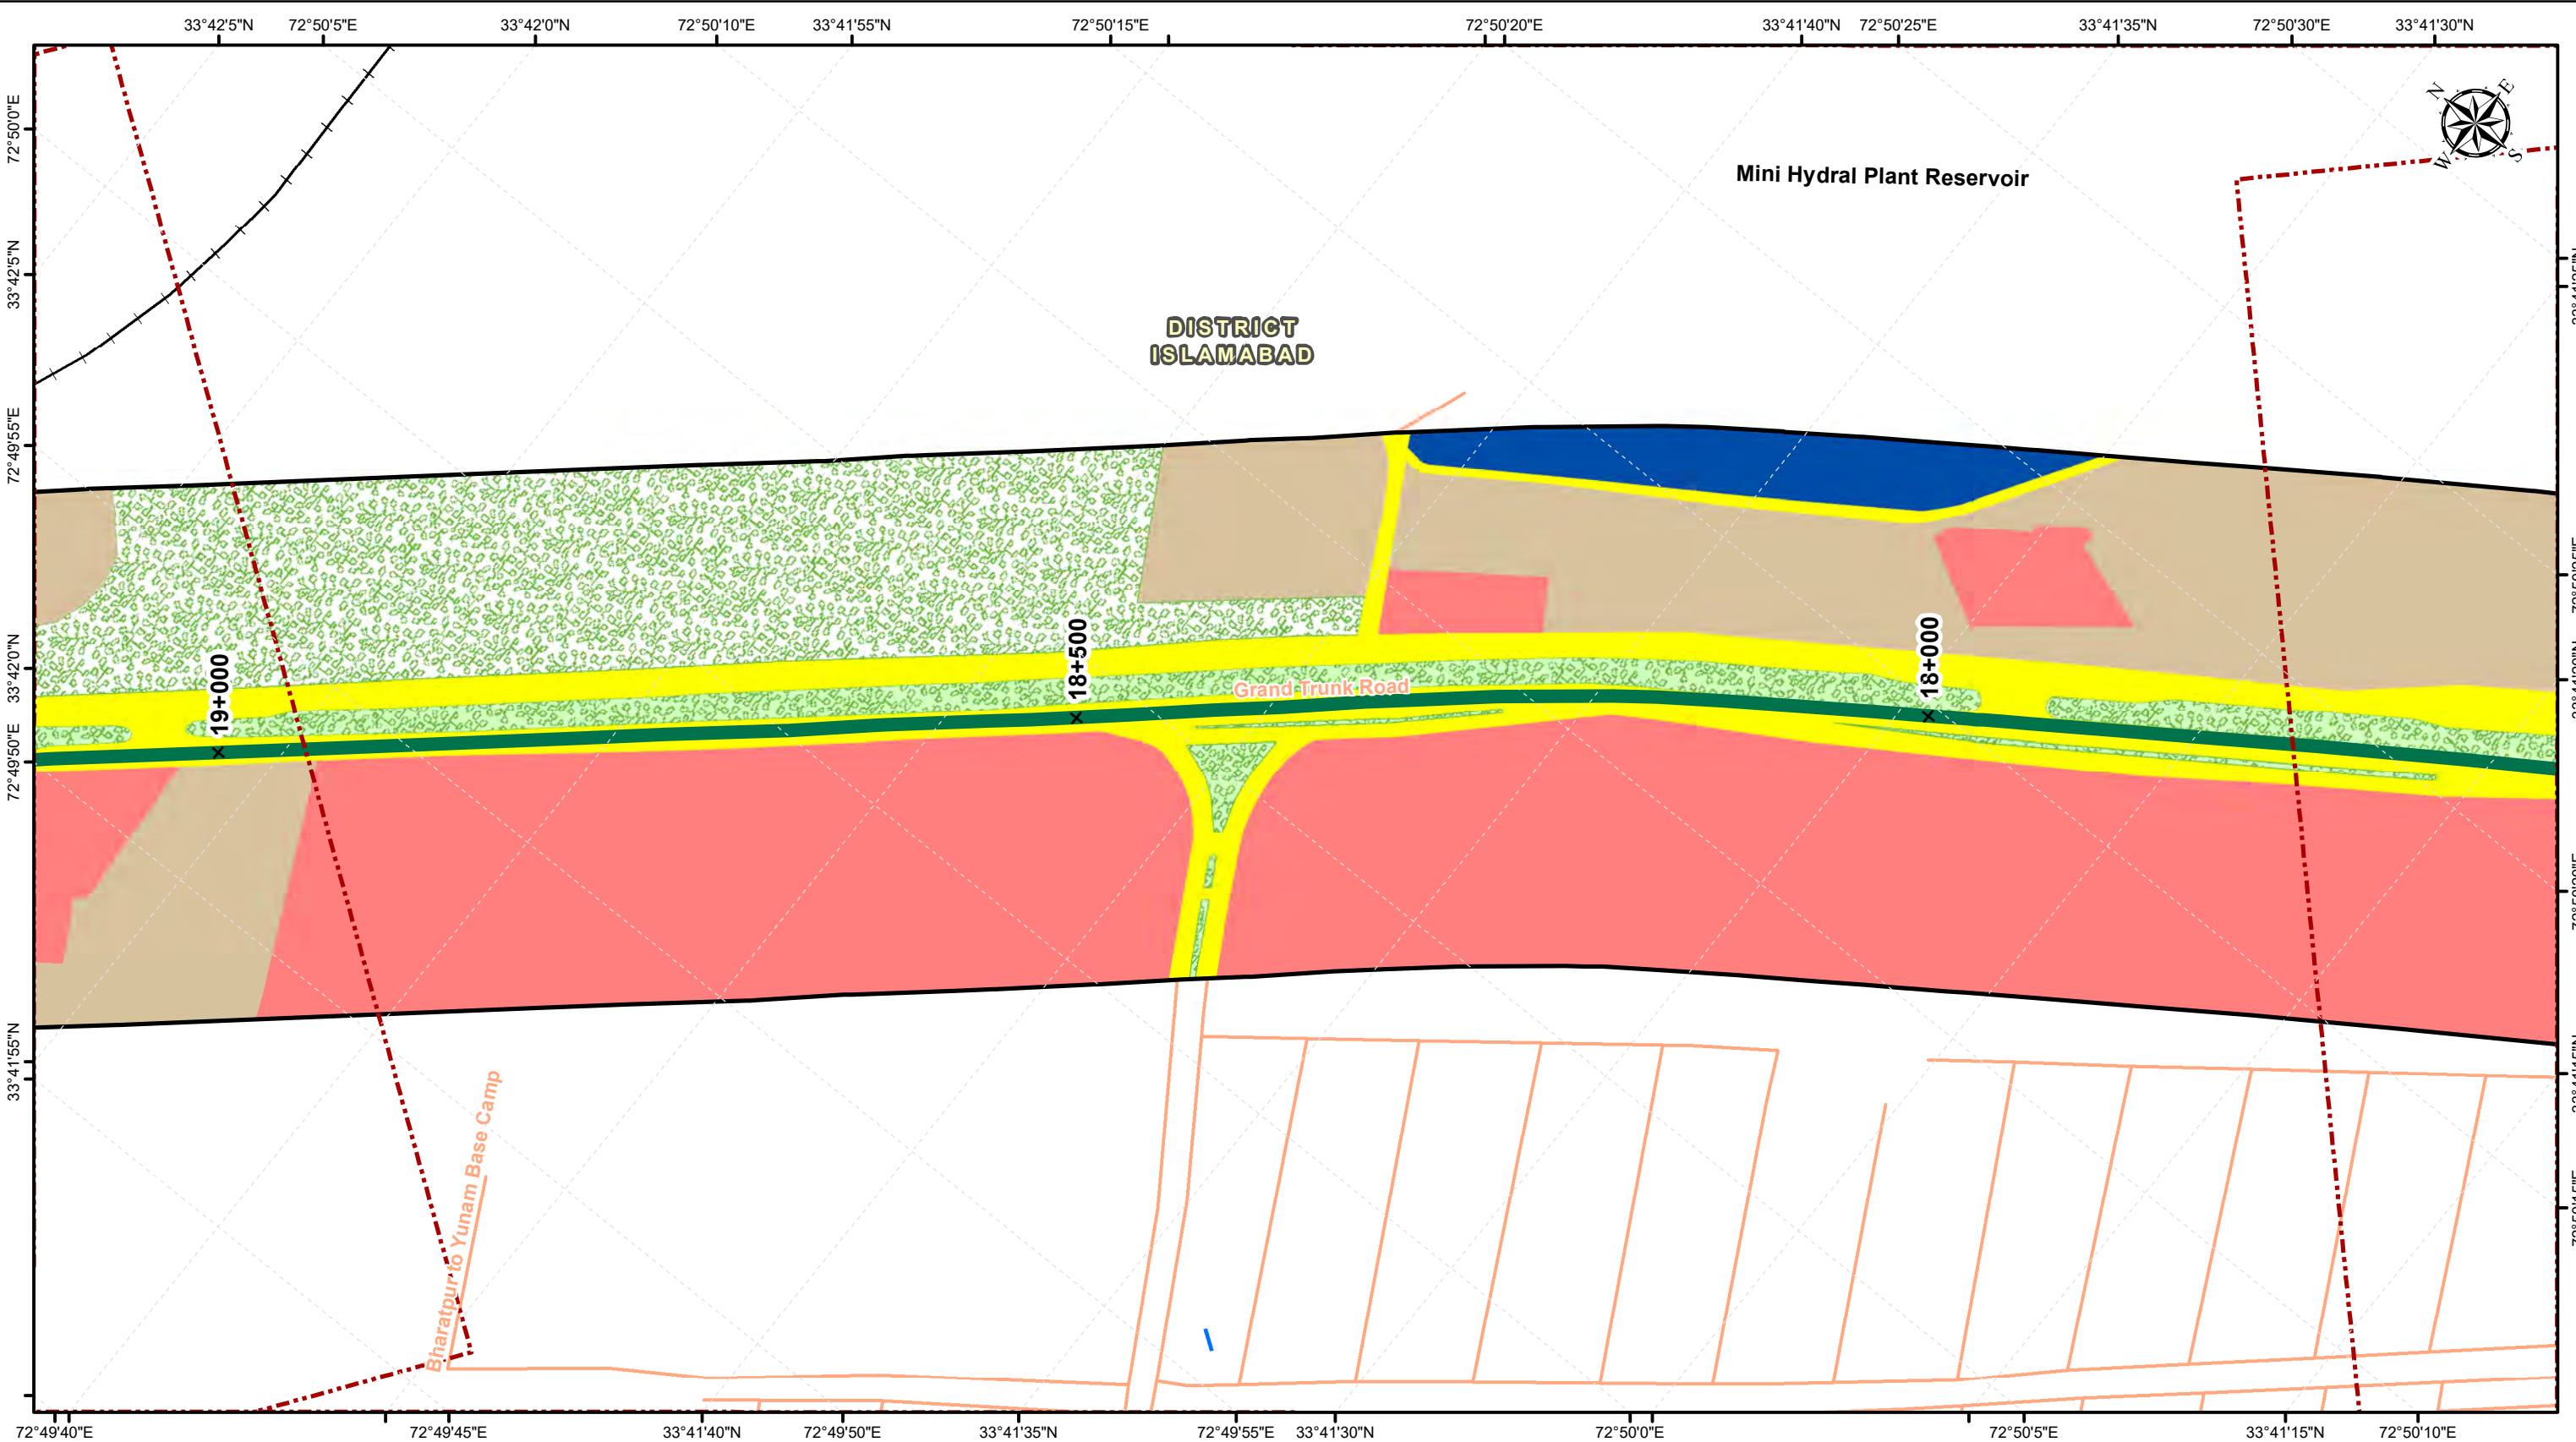 33°42'5"N
72°50'5"E
33°42'0"N
72°50'10"E
33°41'55"N
72°50'15"E
72°50'20"E
33°41'40"N
72°50'25"E
33°41'35"N
72°50'30"E
33°41'30"N
N
E
W
S
Mini Hydral Plant Reservoir
DISTRICT
ISLAMABAD
72°50'0"E
33°42'5"N
72°49'55"E
33°42'0"N
72°49'50"E
33°41'55"N
19+000
18+500
18+000
Grand Trunk Road
Bharatpur to Yunam Base Camp
72°49'40"E
72°49'45"E
33°41'40"N
72°49'50"E
33°41'35"N
72°49'55"E
33°41'30"N
72°50'0"E
72°50'5"E
33°41'15"N
72°50'10"E